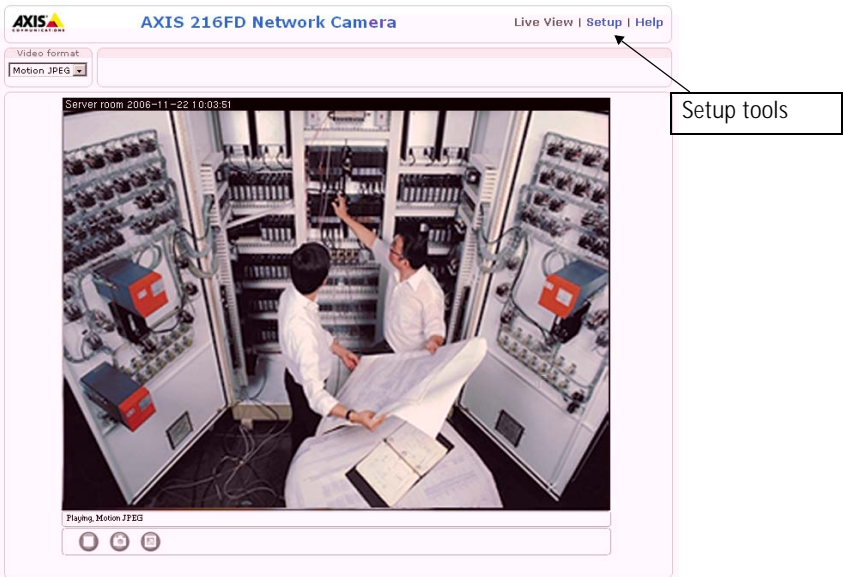 AXIS
COMMUNICATIONS
AXIS 216FD Network Camera
Live View | Setup | Help
Video format
Motion JPEG
Setup tools
Server room 2006-11-22 10:03:51
Playing, Motion JPEG